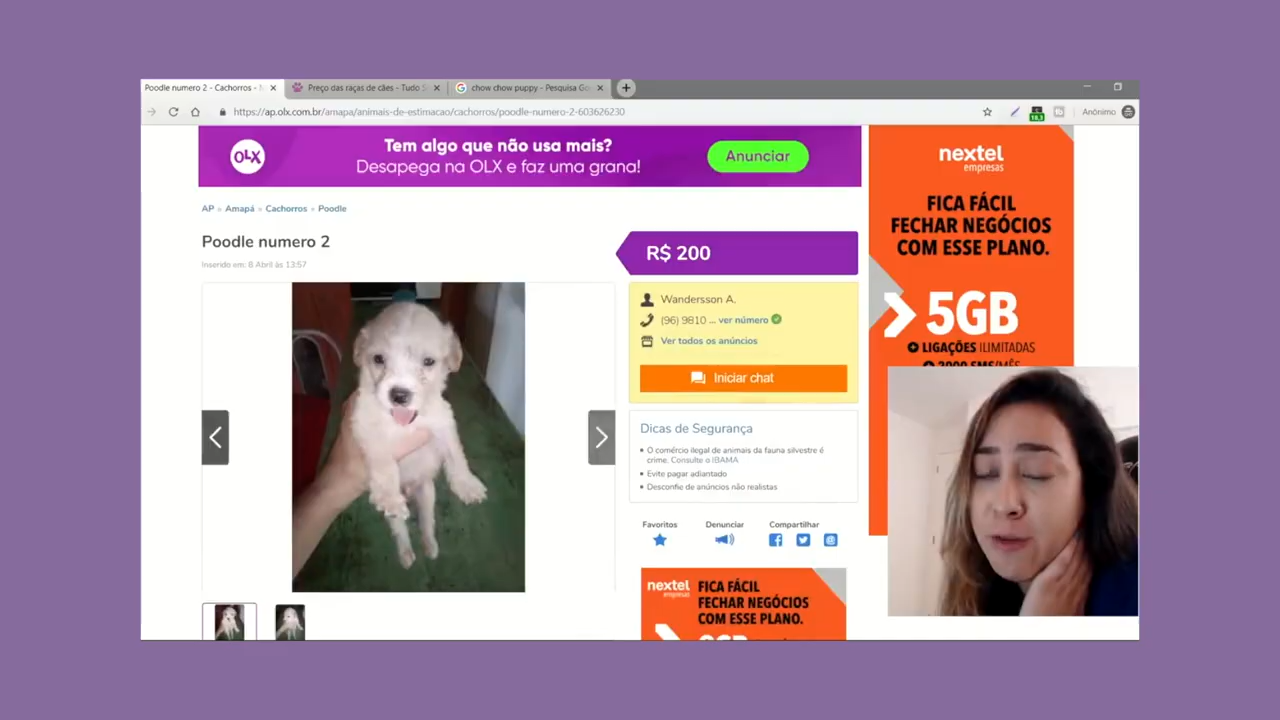 Poodle numero 2 - Cachorros -
Preço das raças de cães - Tudo S
chow chow puppy - Pesquisa Go
https://ap.olx.com.br/amapa/animais-de-estimacao/cachorros/poodle-numero-2-603626230
18.3
Anônimo
OLX
Tem algo que não usa mais?
Desapega na OLX e faz uma grana!
Anunciar
nextel
empresas
FICA FÁCIL
FECHAR NEGÓCIOS
COM ESSE PLANO.
5GB
+ LIGAÇÕES ILIMITADAS
+ 2000 SMS/MÊS
AP » Amapá » Cachorros » Poodle
Poodle numero 2
Inserido em: 8 Abril às 13:57
R$ 200
Wandersson A.
(96) 9810 ... ver número
Ver todos os anúncios
Iniciar chat
Dicas de Segurança
• O comércio ilegal de animais da fauna silvestre é
crime. Consulte o IBAMA
• Evite pagar adiantado
• Desconfie de anúncios não realistas
Favoritos
Denunciar
Compartilhar
nextel
empresas
FICA FÁCIL
FECHAR NEGÓCIOS
COM ESSE PLANO.